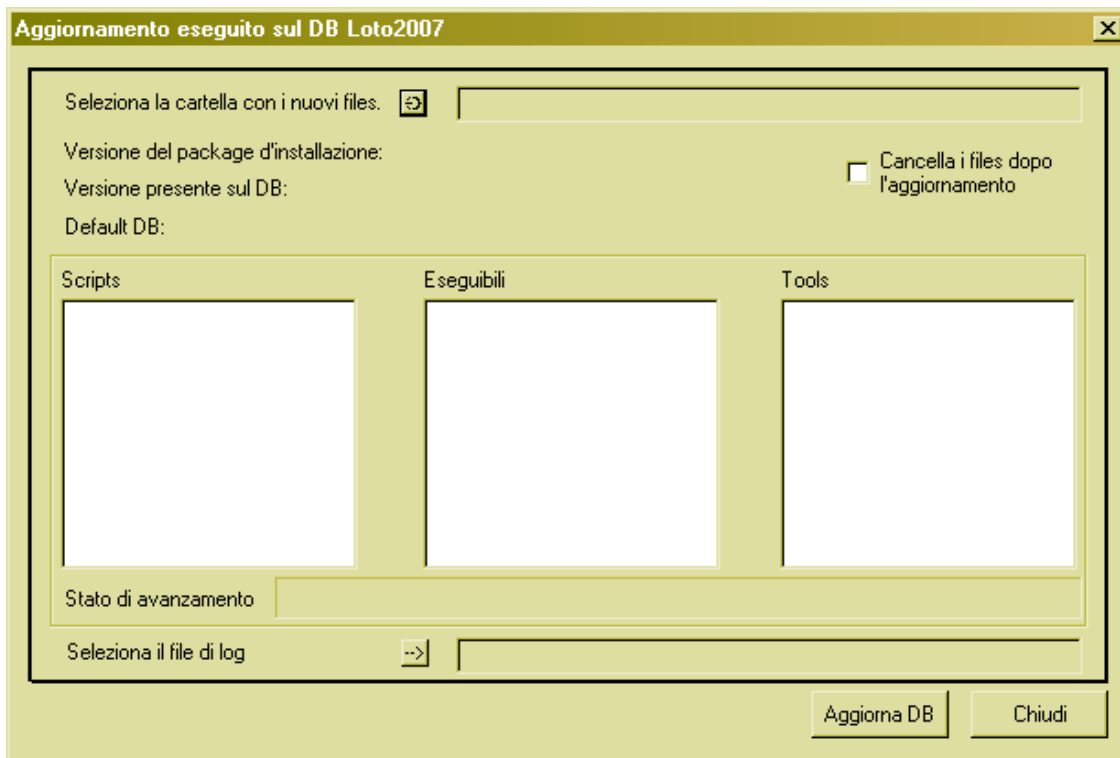 Aggiornamento eseguito sul DB Loto2007
Seleziona la cartella con i nuovi files.
Versione del package d'installazione:
Cancella i files dopo
l'aggiornamento
Versione presente sul DB:
Default DB:
Scripts
Eseguibili
Tools
Stato di avanzamento
Seleziona il file di log
-->
Aggiorna DB
Chiudi